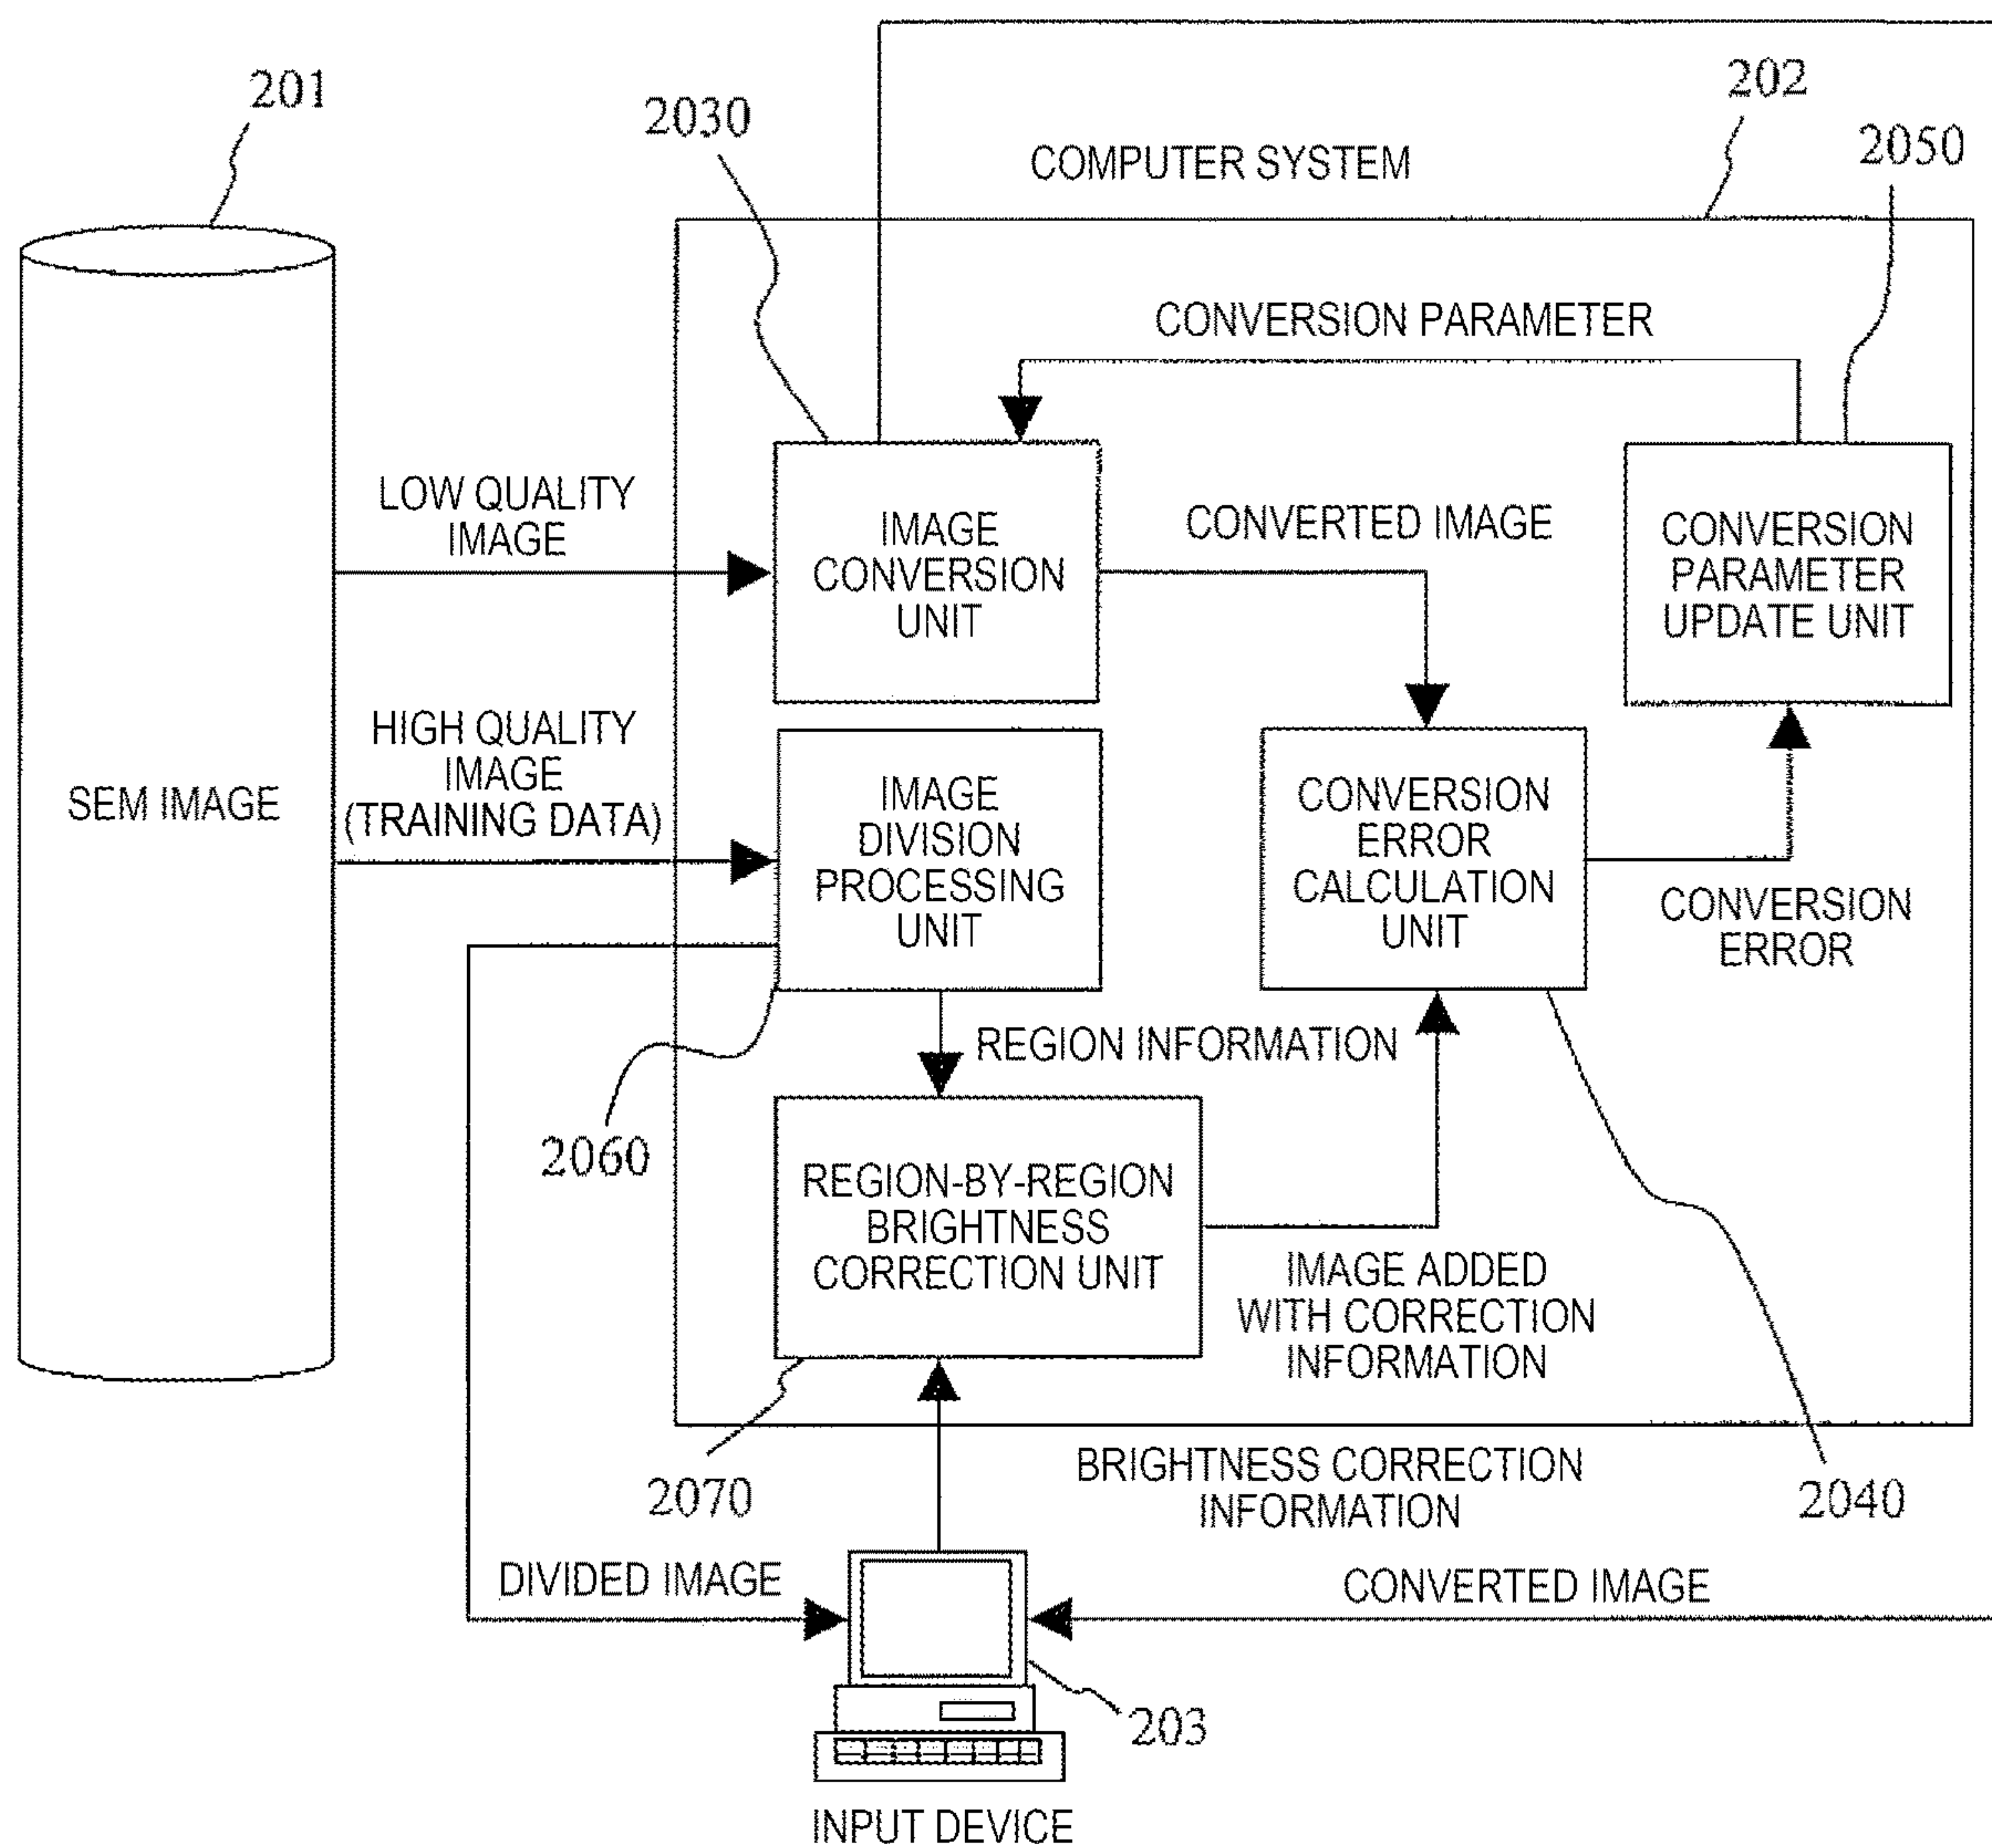 201
2030
COMPUTER SYSTEM
202
2050
CONVERSION PARAMETER
LOW QUALITY
IMAGE
IMAGE
CONVERSION
UNIT
CONVERTED IMAGE
CONVERSION
PARAMETER
UPDATE UNIT
SEM IMAGE
HIGH QUALITY
IMAGE
(TRAINING DATA)
IMAGE
DIVISION
PROCESSING
UNIT
CONVERSION
ERROR
CALCULATION
UNIT
CONVERSION
ERROR
REGION INFORMATION
2060
REGION-BY-REGION
BRIGHTNESS
CORRECTION UNIT
IMAGE ADDED
WITH CORRECTION
INFORMATION
2070
BRIGHTNESS CORRECTION
INFORMATION
2040
DIVIDED IMAGE
CONVERTED IMAGE
203
INPUT DEVICE